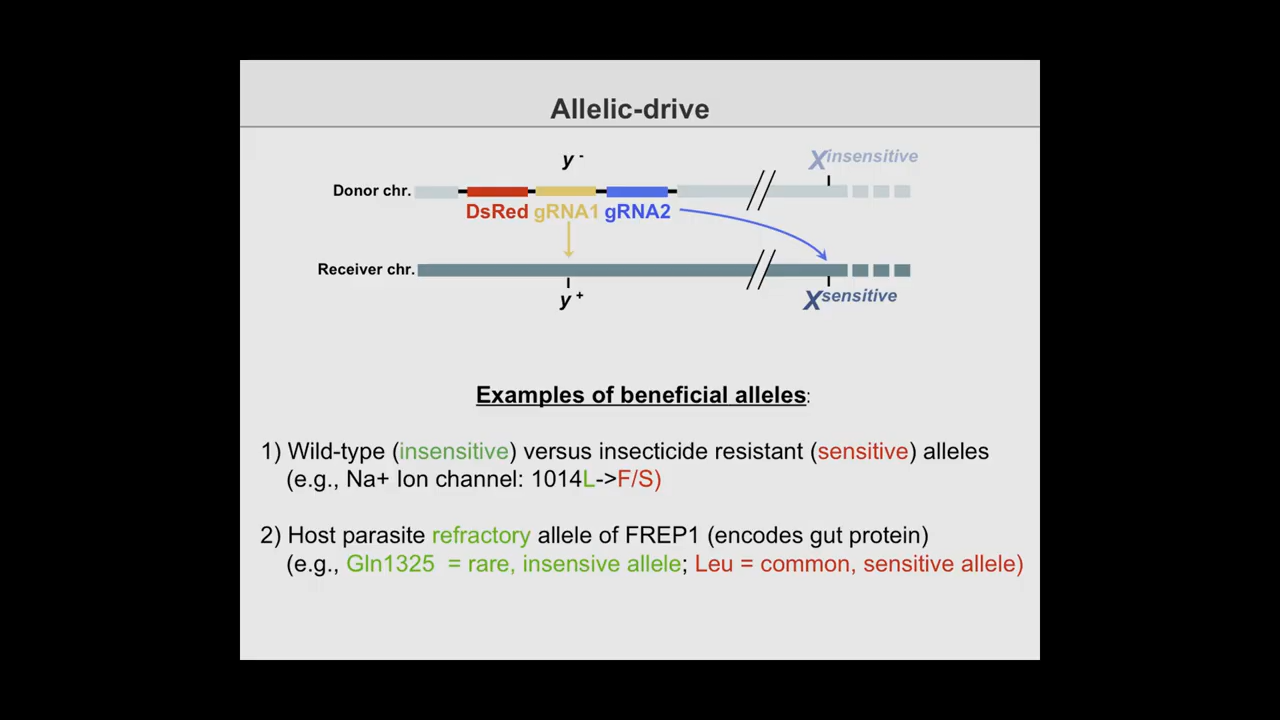 Allelic-drive
y -
Xinsensitive
Donor chr.
DsRed gRNA1 gRNA2
Receiver chr.
y +
Xsensitive
Examples of beneficial alleles:
1) Wild-type (insensitive) versus insecticide resistant (sensitive) alleles
(e.g., Na+ Ion channel: 1014L->F/S)
2) Host parasite refractory allele of FREP1 (encodes gut protein)
(e.g., Gln1325 = rare, insensive allele; Leu = common, sensitive allele)